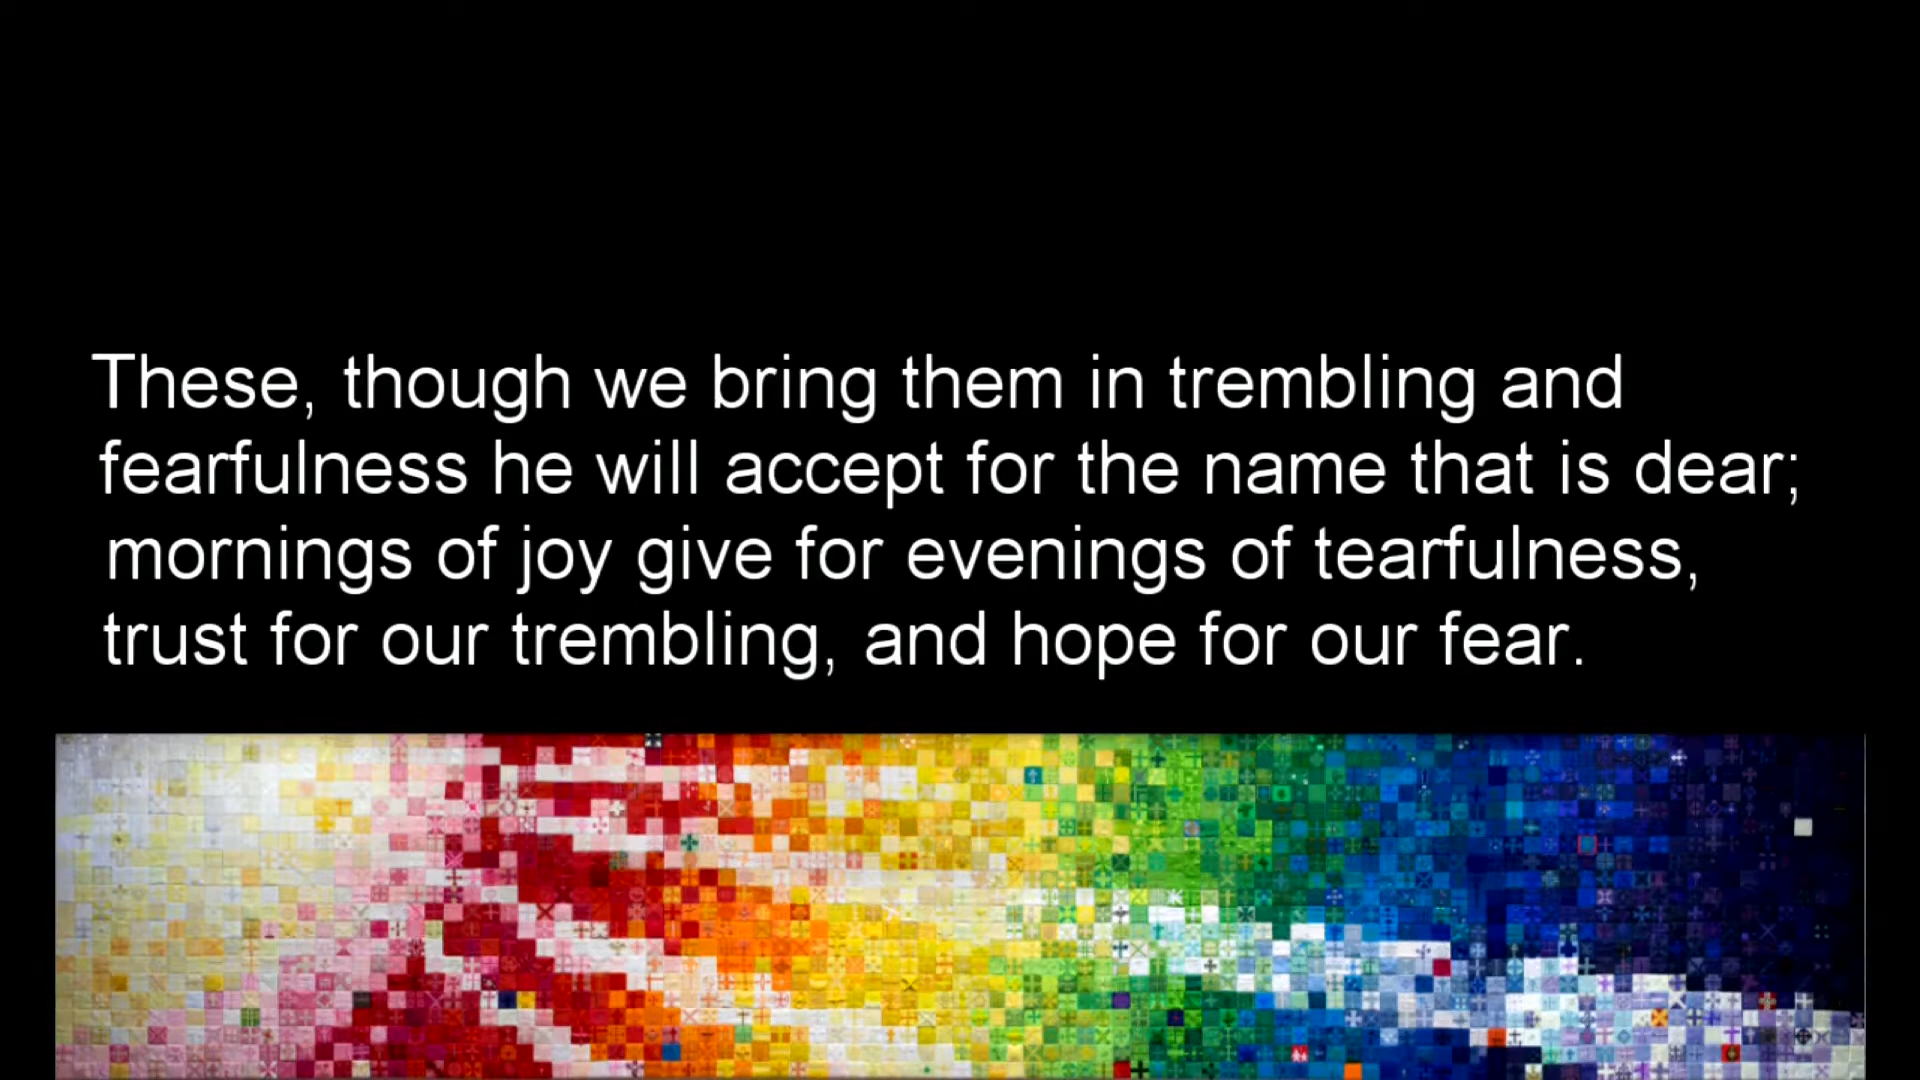 These, though we bring them in trembling and
fearfulness he will accept for the name that is dear;
mornings of joy give for evenings of tearfulness,
trust for our trembling, and hope for our fear.